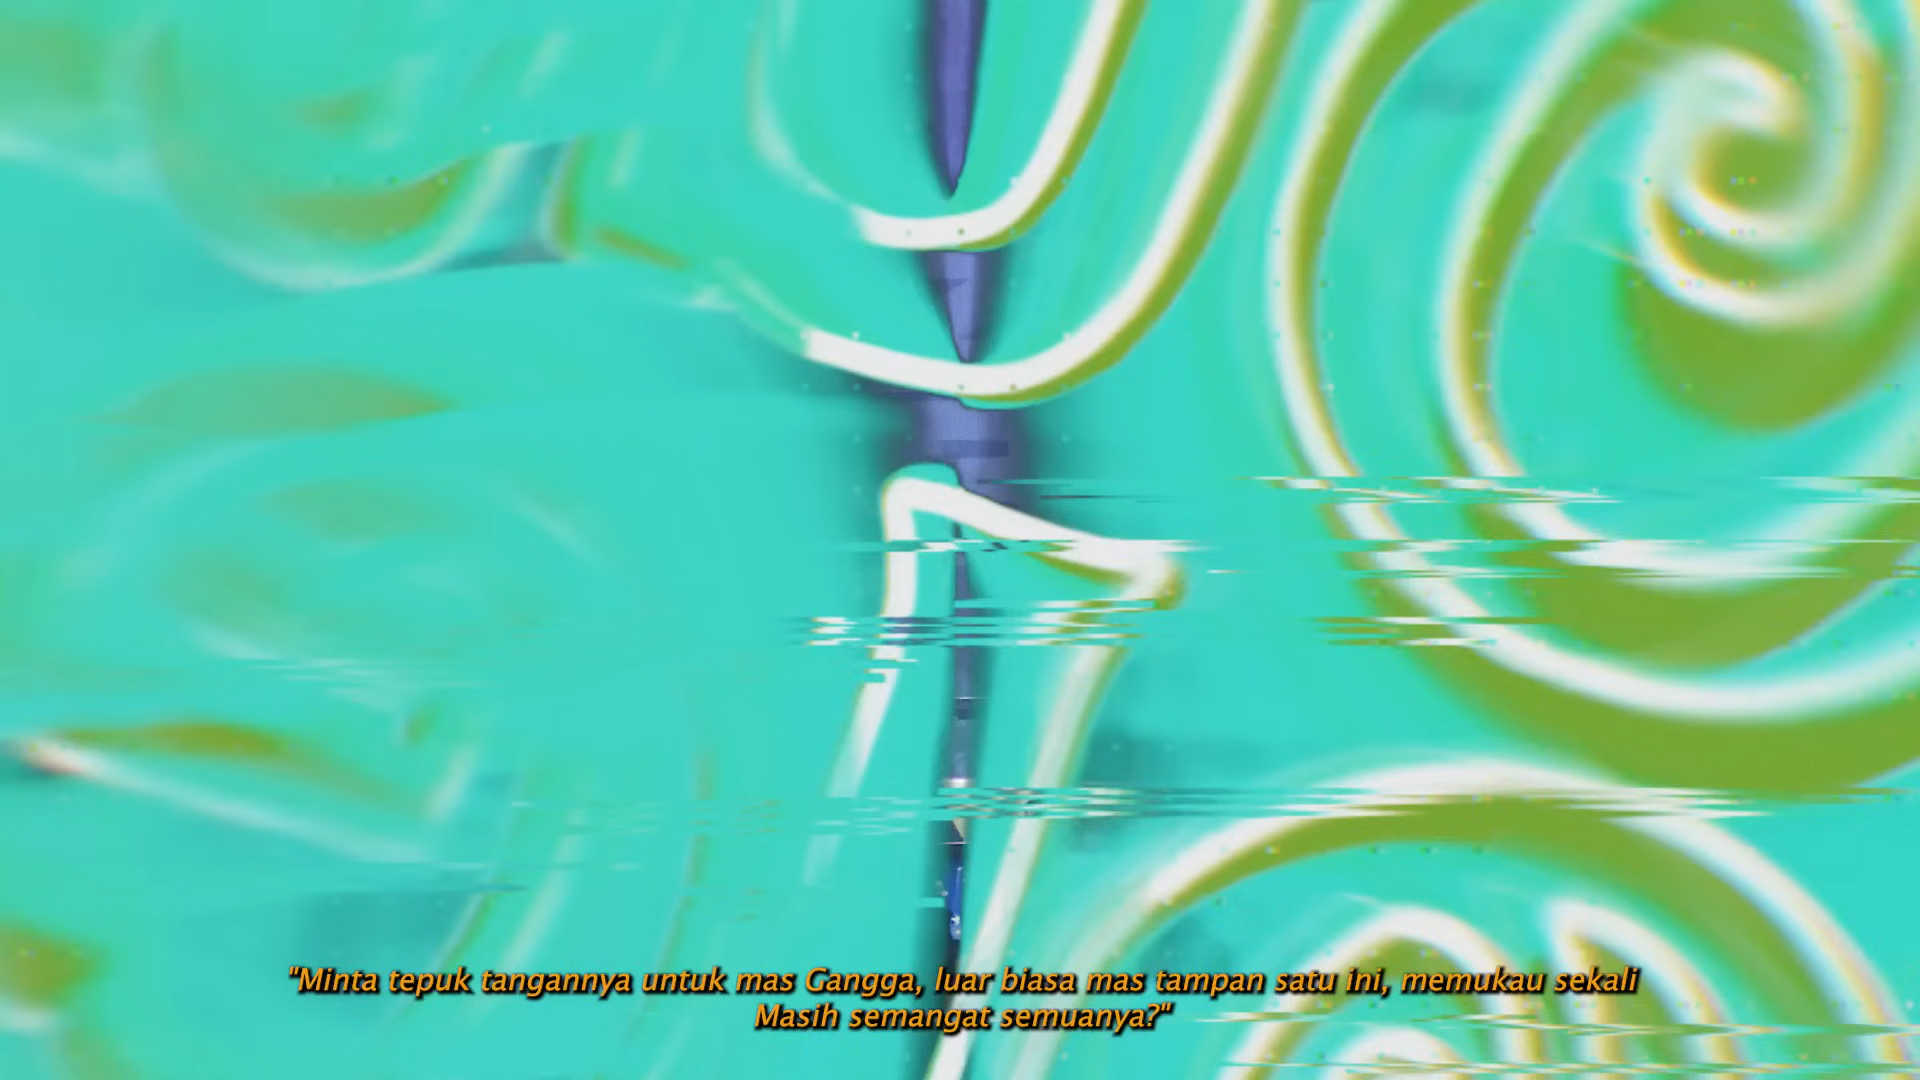 "Minta tepuk tangannya untuk mas Gangga, luar biasa mas tampan satu ini, memukau sekali
Masih semangat semuanya?"